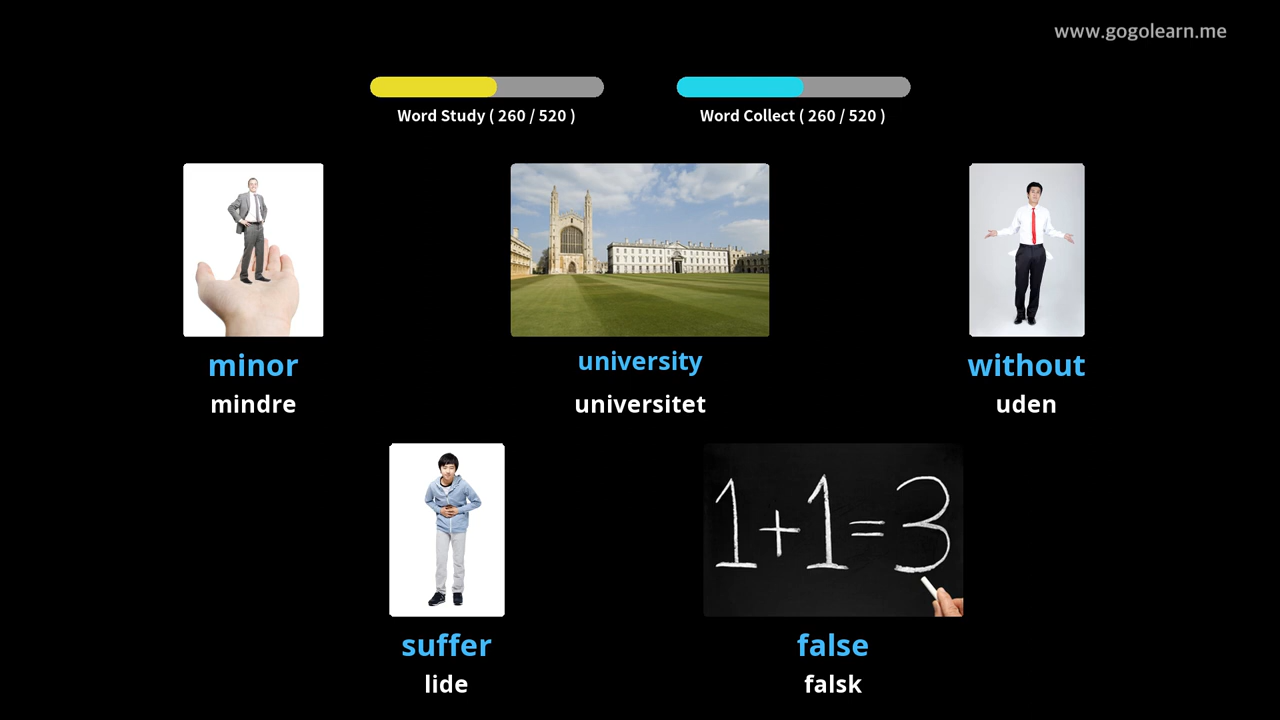 www.gogolearn.me
Word Study ( 260 / 520 )
Word Collect ( 260 / 520 )
minor
mindre
university
universitet
without
uden
suffer
lide
1+1=3
false
falsk